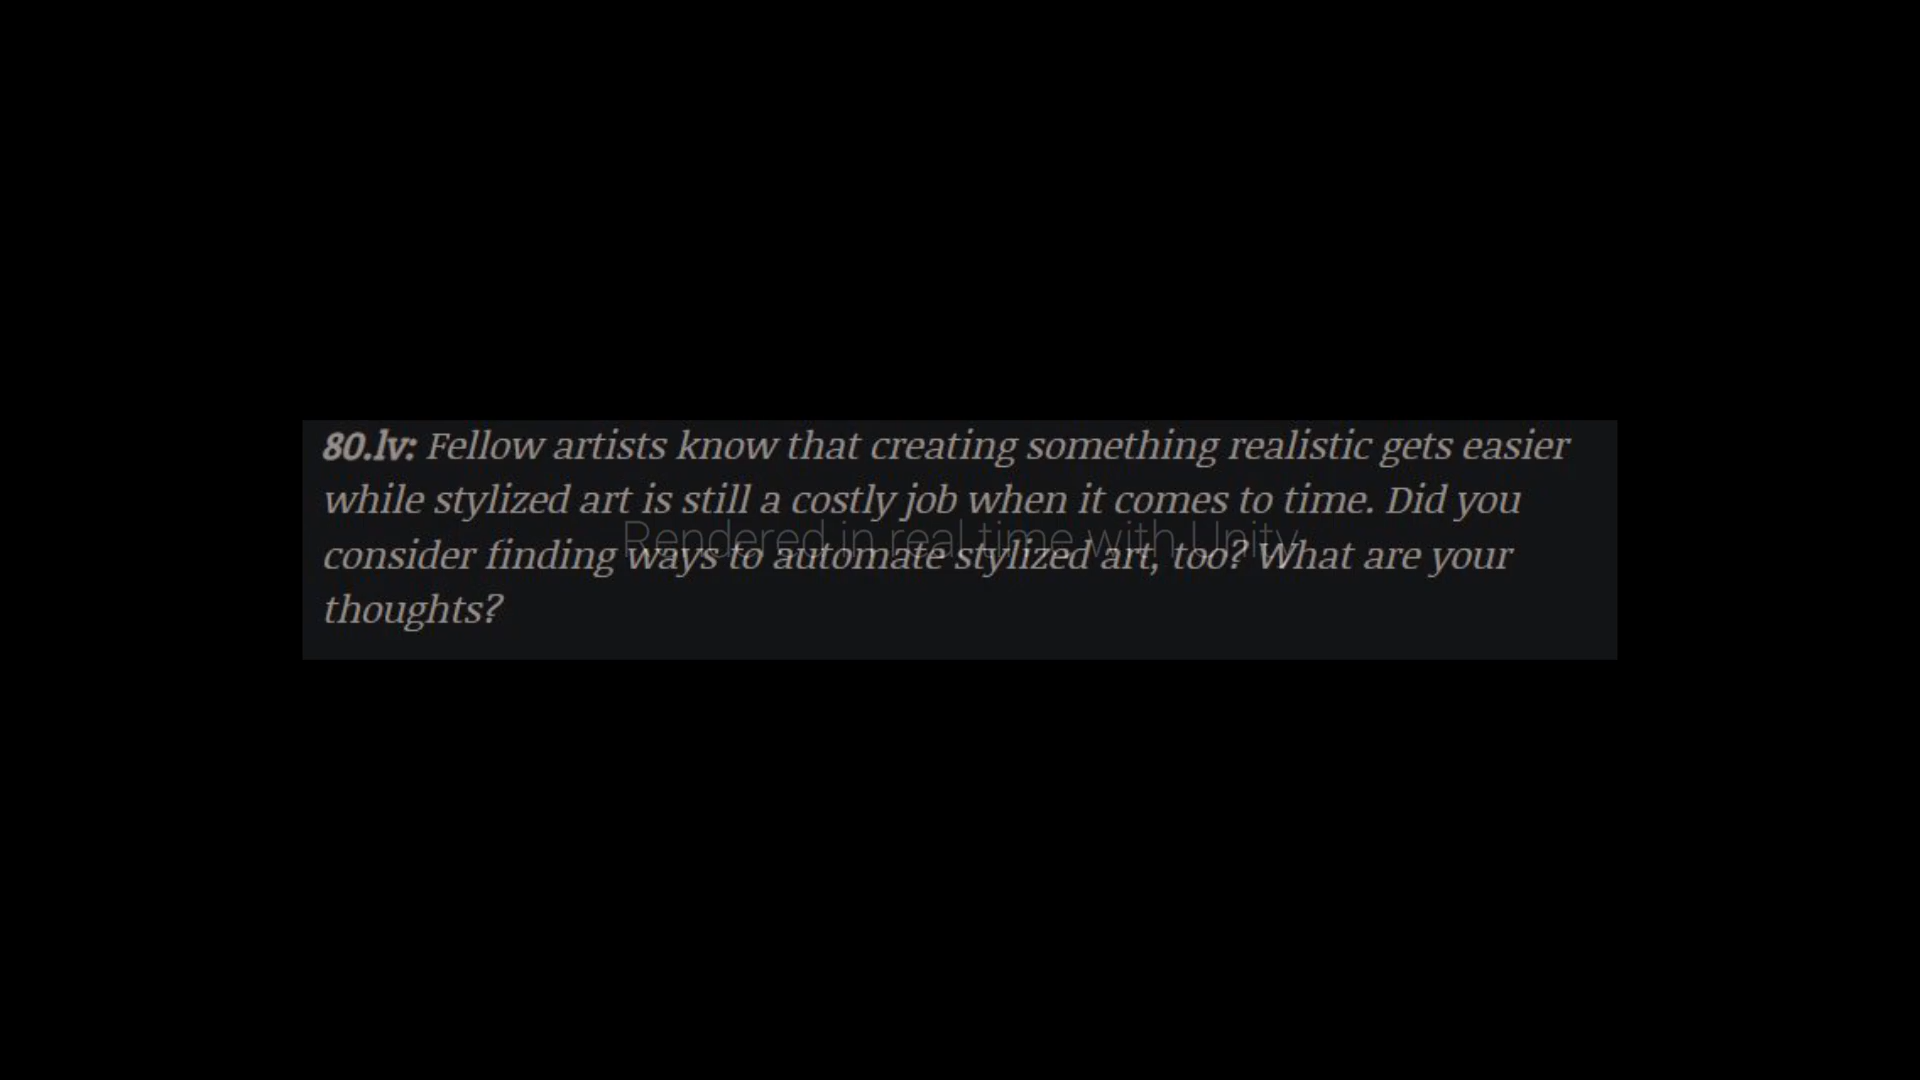 80.lv: Fellow artists know that creating something realistic gets easier
while stylized art is still a costly job when it comes to time. Did you
Rendered in real time with Unity
consider finding ways to automate stylized art, too? What are your
thoughts?